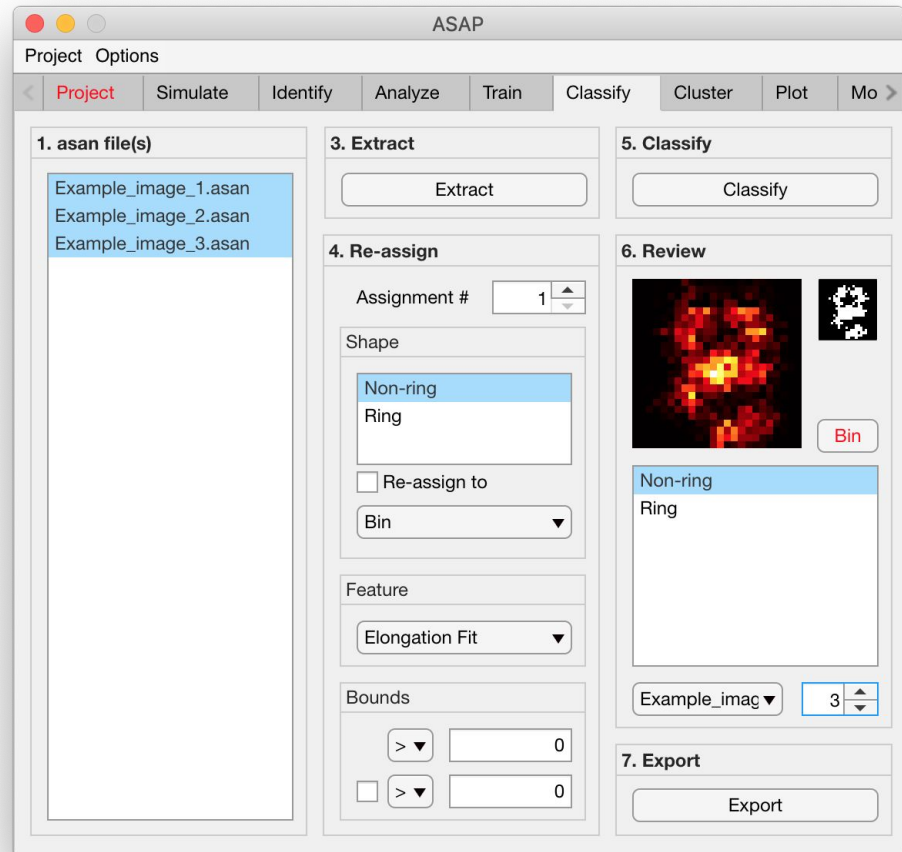 ASAP
Project Options
Project Simulate Identify Analyze Train Classify Cluster Plot Mo
1. asan file(s)
Example_image_1.asan
Example_image_2.asan
Example_image_3.asan
3. Extract
Extract
4. Re-assign
Assignment # 1
Shape
Non-ring
Ring
Re-assign to
Bin
Feature
Elongation Fit
Bounds
> 0
> 0
5. Classify
Classify
6. Review
Bin
Non-ring
Ring
Example_imag 3
7. Export
Export